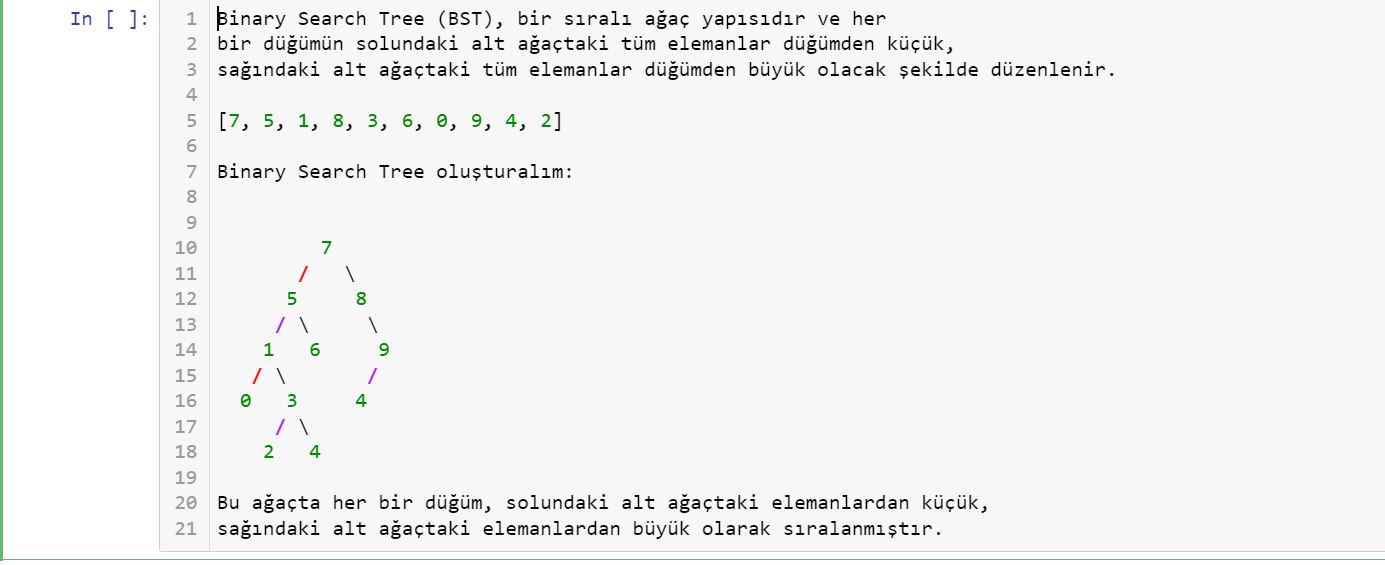 In [ ]:
1 Binary Search Tree (BST), bir sıralı ağaç yapısıdır ve her
2 bir düğümün solundaki alt ağaçtaki tüm elemanlar düğümden küçük,
3 sağındaki alt ağaçtaki tüm elemanlar düğümden büyük olacak şekilde düzenlenir.
4
5 [7, 5, 1, 8, 3, 6, 0, 9, 4, 2]
6
7 Binary Search Tree oluşturalım:
8
9
10          7
11        /   \
12       5     8
13      / \     \
14     1   6     9
15    / \       /
16   0   3     4
17      / \
18     2   4
19
20 Bu ağaçta her bir düğüm, solundaki alt ağaçtaki elemanlardan küçük,
21 sağındaki alt ağaçtaki elemanlardan büyük olarak sıralanmıştır.